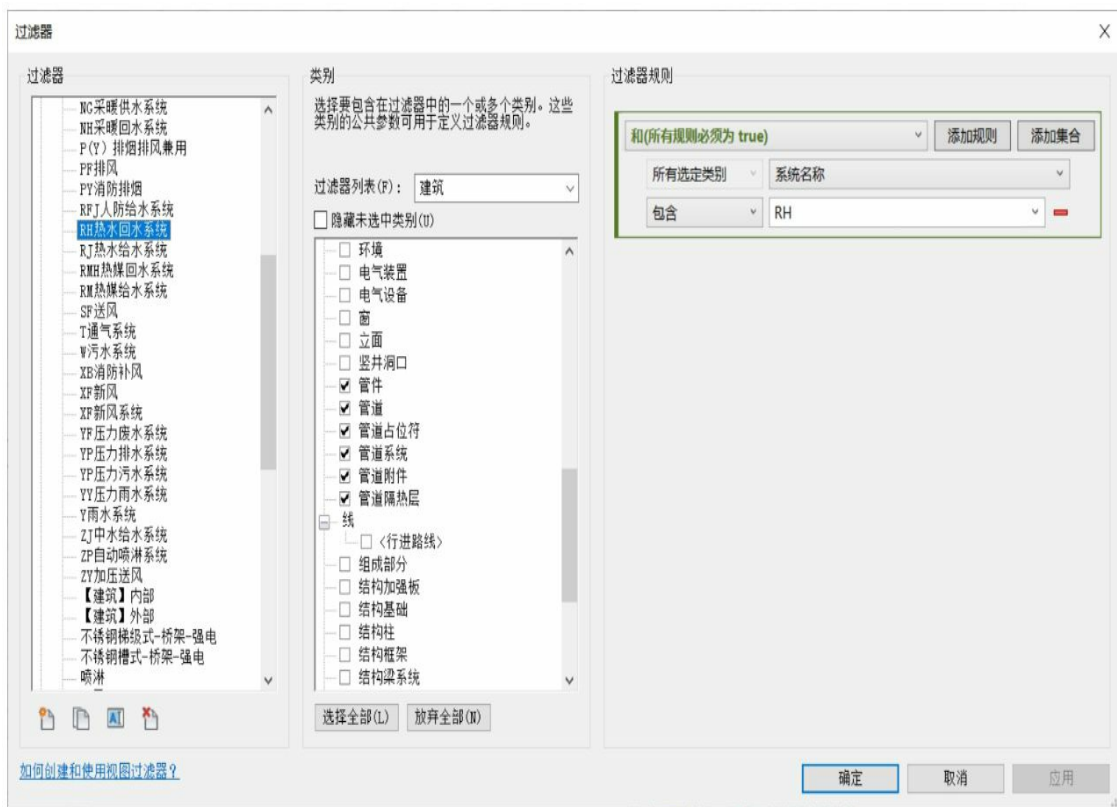 过滤器
X
过滤器
NG采暖供水系统
NH采暖回水系统
P(Y) 排烟排风兼用
PF排风
PY消防排烟
RFJ人防给水系统
RH热水回水系统
RJ热水给水系统
RMH热媒回水系统
RM热媒给水系统
SF送风
T通气系统
W污水系统
XB消防补风
XF新风
XF新风系统
YF压力废水系统
YP压力排水系统
YP压力污水系统
YY压力雨水系统
Y雨水系统
ZJ中水给水系统
ZP自动喷淋系统
ZY加压送风
【建筑】内部
【建筑】外部
不锈钢梯级式-桥架-强电
不锈钢槽式-桥架-强电
喷淋
类别
选择要包含在过滤器中的一个或多个类别。这些
类别的公共参数可用于定义过滤器规则。
过滤器列表(F): 建筑
隐藏未选中类别(U)
环境
电气装置
电气设备
窗
立面
竖井洞口
管件
管道
管道占位符
管道系统
管道附件
管道隔热层
线
<行进路线>
组成部分
结构加强板
结构基础
结构柱
结构框架
结构梁系统
选择全部(L) 放弃全部(N)
过滤器规则
和(所有规则必须为 true) 添加规则 添加集合
所有选定类别 系统名称
包含 RH
如何创建和使用视图过滤器?
确定 取消 应用